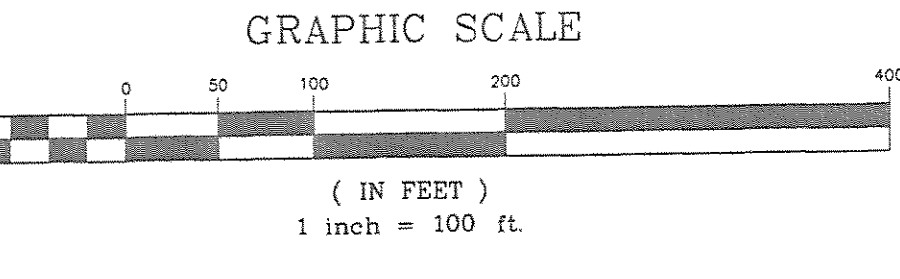 GRAPHIC SCALE
0 50 100 200 400
( IN FEET )
1 inch = 100 ft.